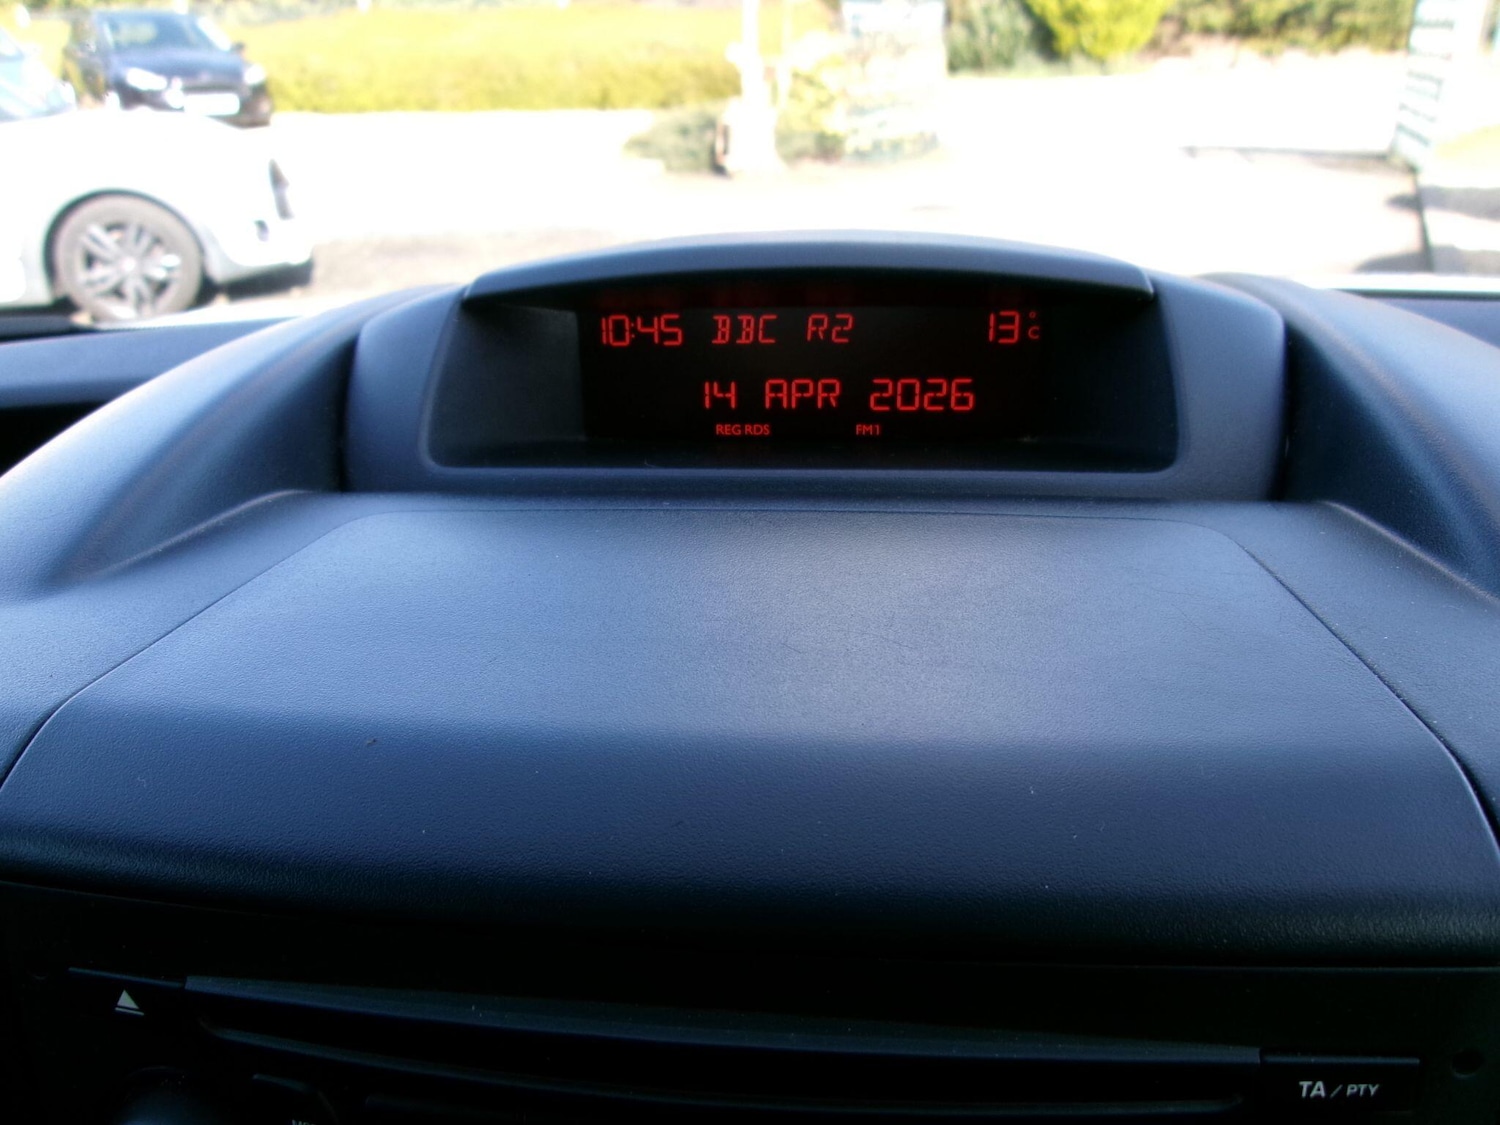 10:45 BBC R2 13°C
14 APR 2026
REG RDS FM1
TA / PTY